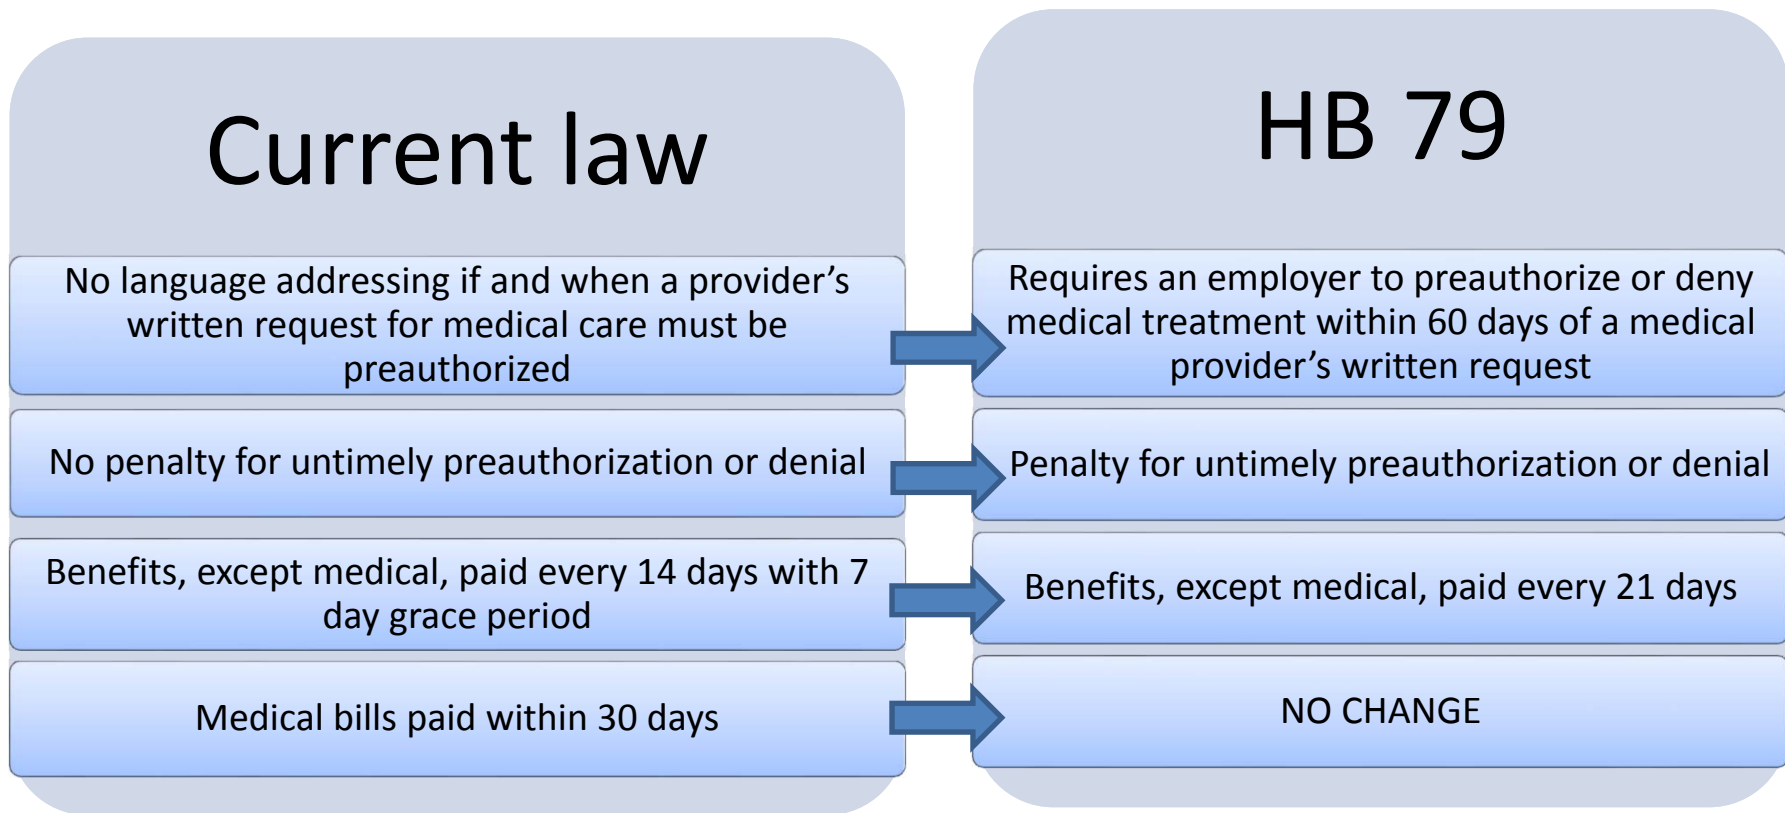 Current law
No language addressing if and when a provider’s
written request for medical care must be
preauthorized
No penalty for untimely preauthorization or denial
Benefits, except medical, paid every 14 days with 7
day grace period
Medical bills paid within 30 days
HB 79
Requires an employer to preauthorize or deny
medical treatment within 60 days of a medical
provider’s written request
Penalty for untimely preauthorization or denial
Benefits, except medical, paid every 21 days
NO CHANGE